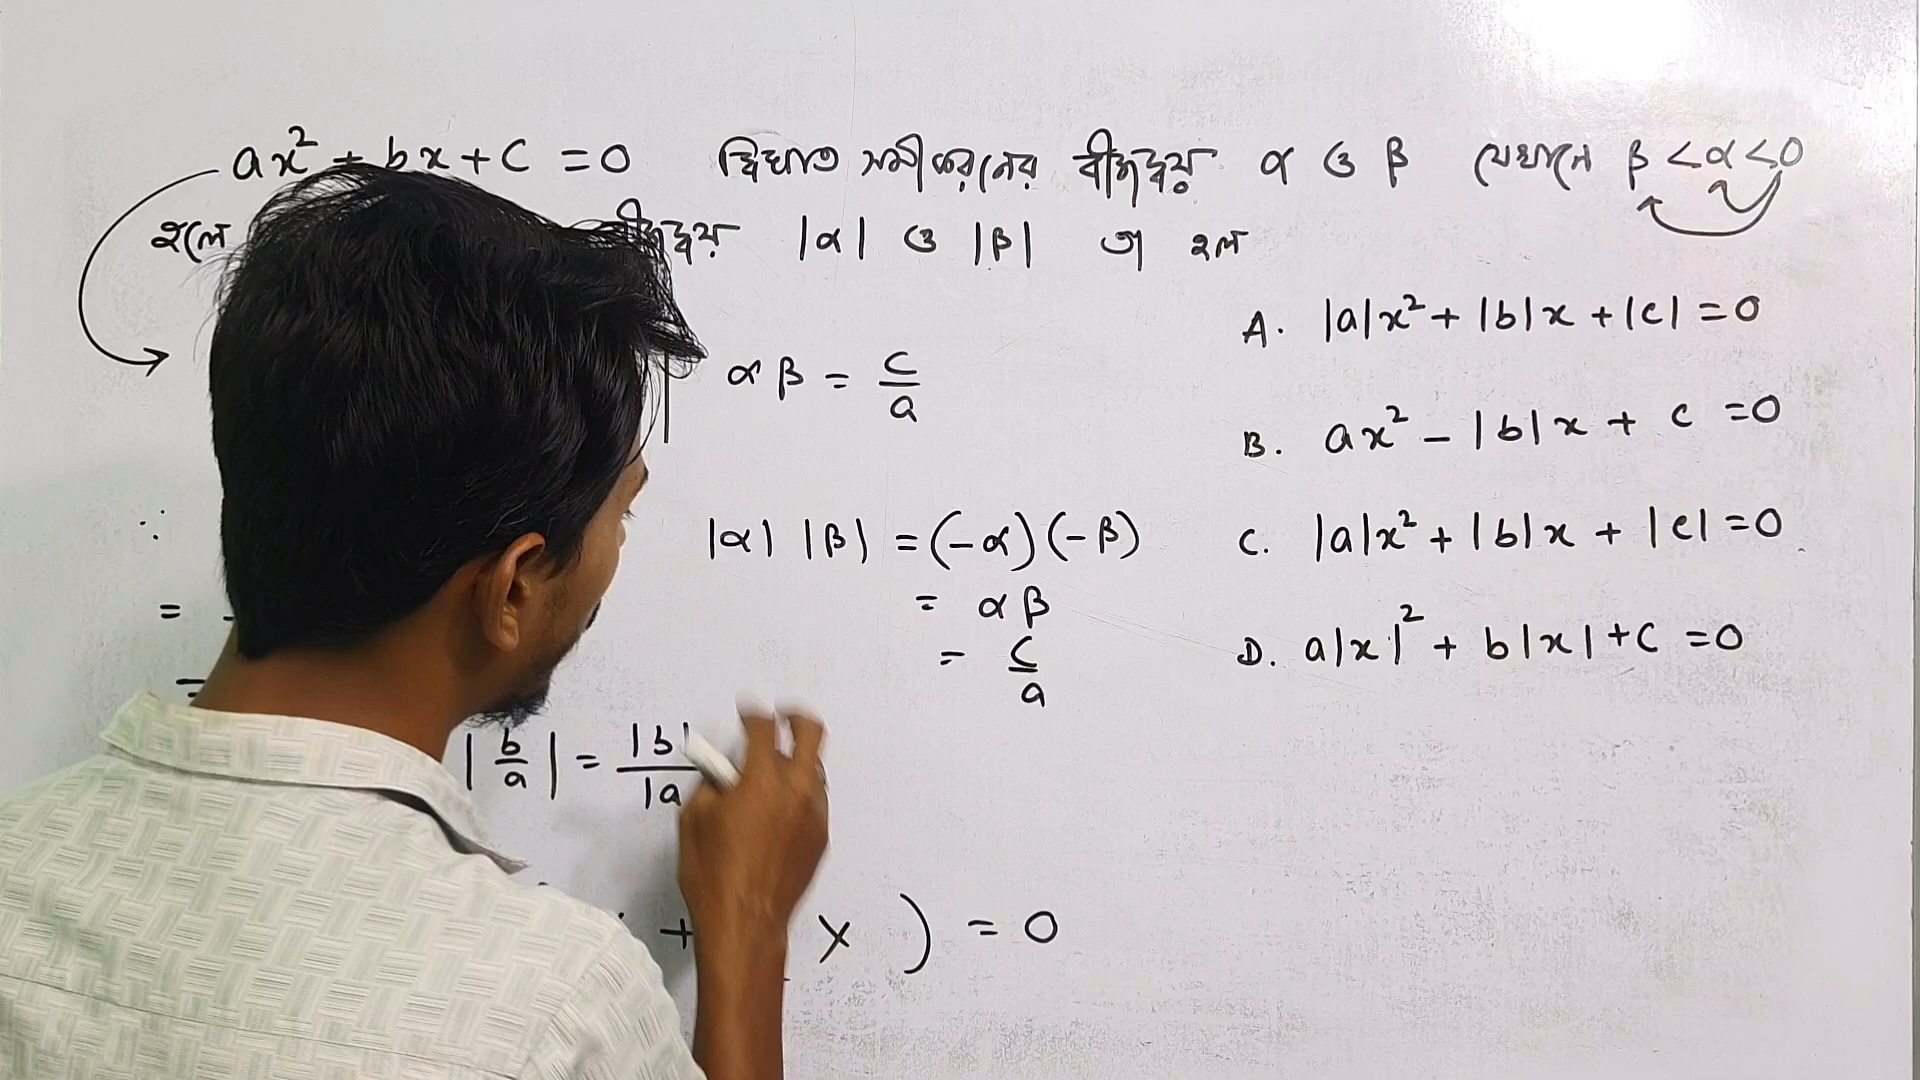 ax² + bx + c = 0 দ্বিঘাত সমীকরনের বীজদ্বয় α ও β যেখানে β < α < 0
হলে বীজদ্বয় |α| ও |β| তা হল
A. |a|x² + |b|x + |c| = 0
αβ = c/a
B. ax² - |b|x + c = 0
∴ |α| |β| = (-α)(-β)
C. |a|x² + |b|x + |c| = 0
= = αβ
= = c/a
D. a|x|² + b|x| + c = 0
|b/a| = |b|/|a
+ x ) = 0